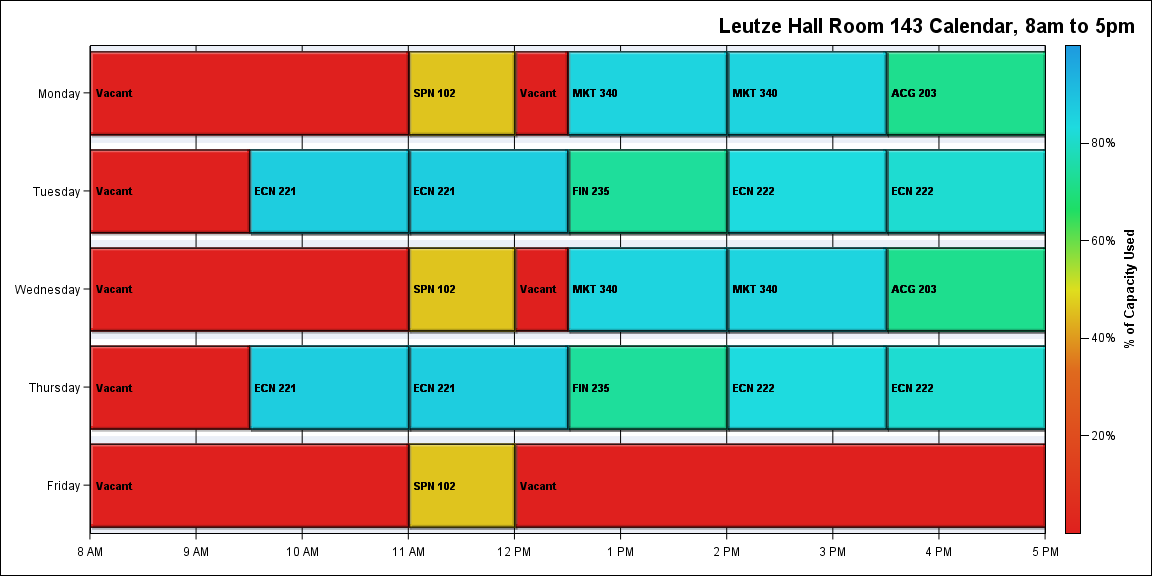 Leutze Hall Room 143 Calendar, 8am to 5pm
Monday
Vacant
SPN 102
Vacant
MKT 340
MKT 340
ACG 203
Tuesday
Vacant
ECN 221
ECN 221
FIN 235
ECN 222
ECN 222
Wednesday
Vacant
SPN 102
Vacant
MKT 340
MKT 340
ACG 203
Thursday
Vacant
ECN 221
ECN 221
FIN 235
ECN 222
ECN 222
Friday
Vacant
SPN 102
Vacant
8 AM
9 AM
10 AM
11 AM
12 PM
1 PM
2 PM
3 PM
4 PM
5 PM
80%
60%
40%
20%
% of Capacity Used